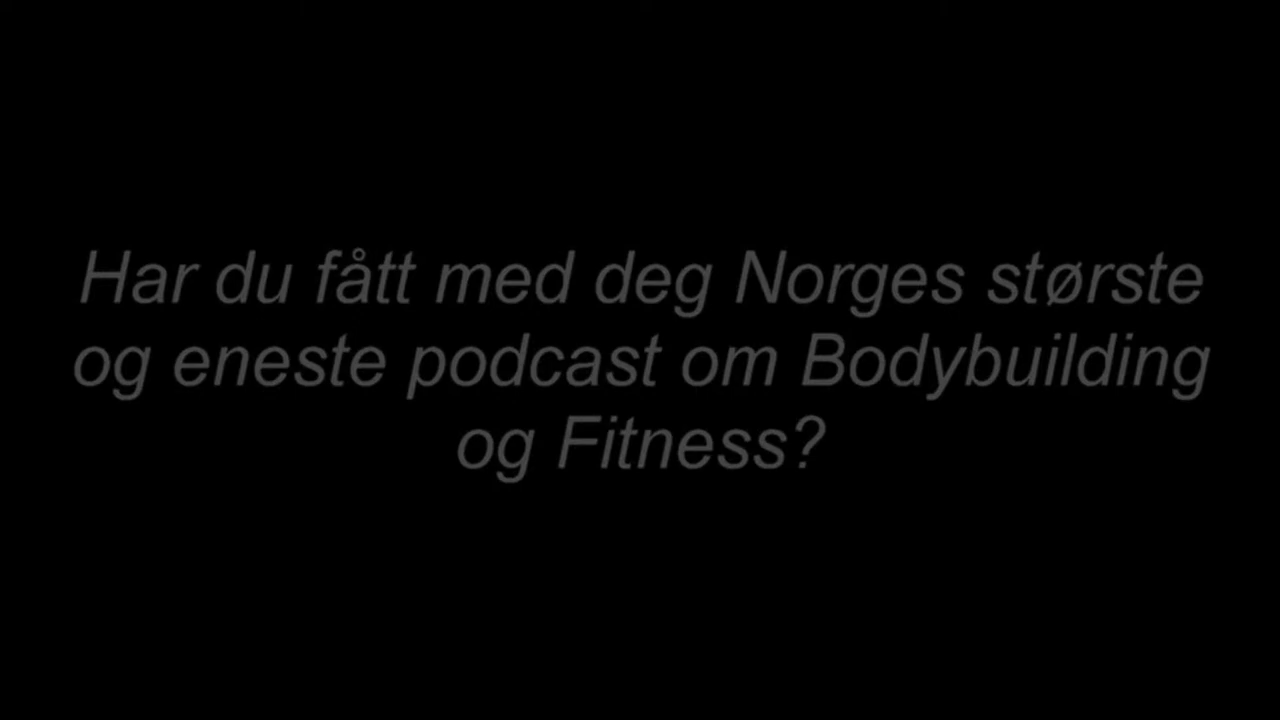 Har du fått med deg Norges største
og eneste podcast om Bodybuilding
og Fitness?